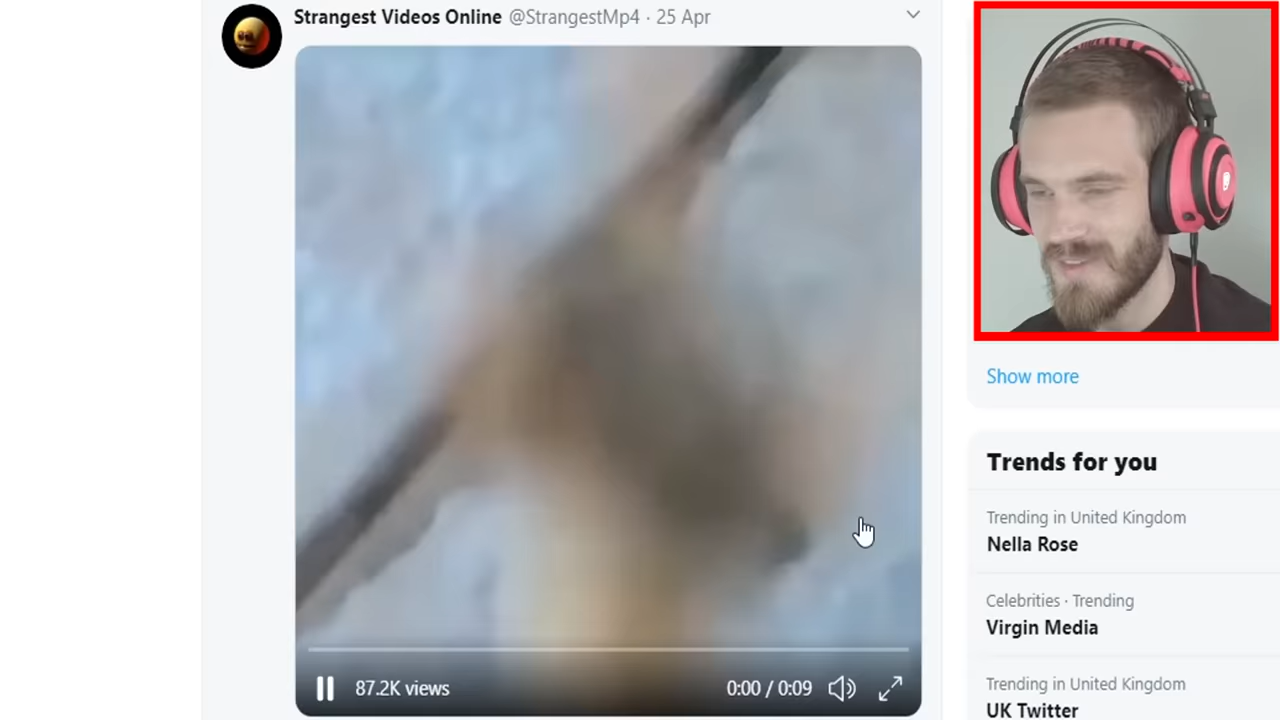 Strangest Videos Online @StrangestMp4 · 25 Apr
87.2K views
0:00 / 0:09
Show more
Trends for you
Trending in United Kingdom
Nella Rose
Celebrities · Trending
Virgin Media
Trending in United Kingdom
UK Twitter